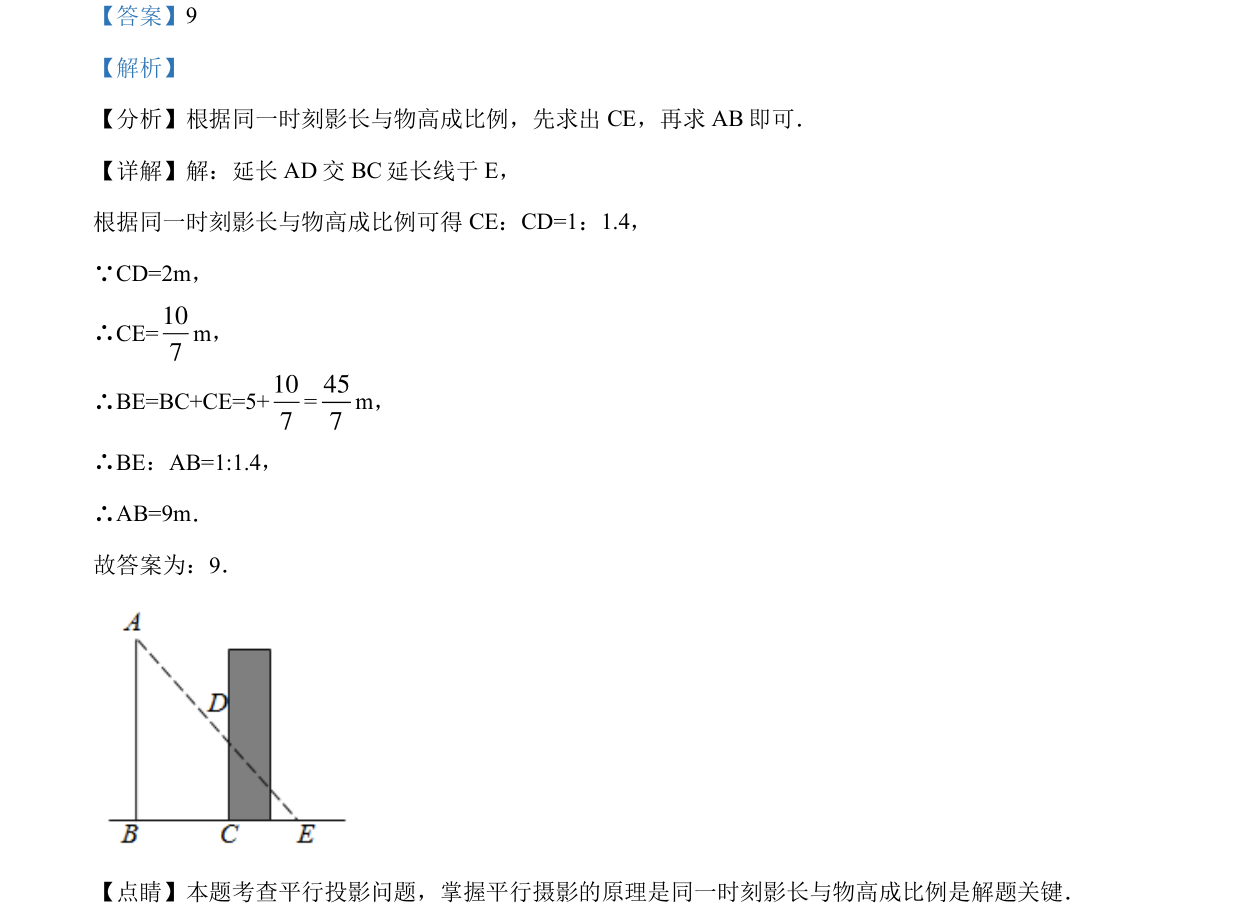 【答案】9
【解析】
【分析】根据同一时刻影长与物高成比例，先求出 CE，再求 AB 即可．
【详解】解：延长 AD 交 BC 延长线于 E，
根据同一时刻影长与物高成比例可得 CE：CD=1：1.4，
∵CD=2m，
∴CE=10/7m，
∴BE=BC+CE=5+10/7=45/7m，
∴BE：AB=1:1.4，
∴AB=9m．
故答案为：9．
A
D
B C E
【点睛】本题考查平行投影问题，掌握平行摄影的原理是同一时刻影长与物高成比例是解题关键．